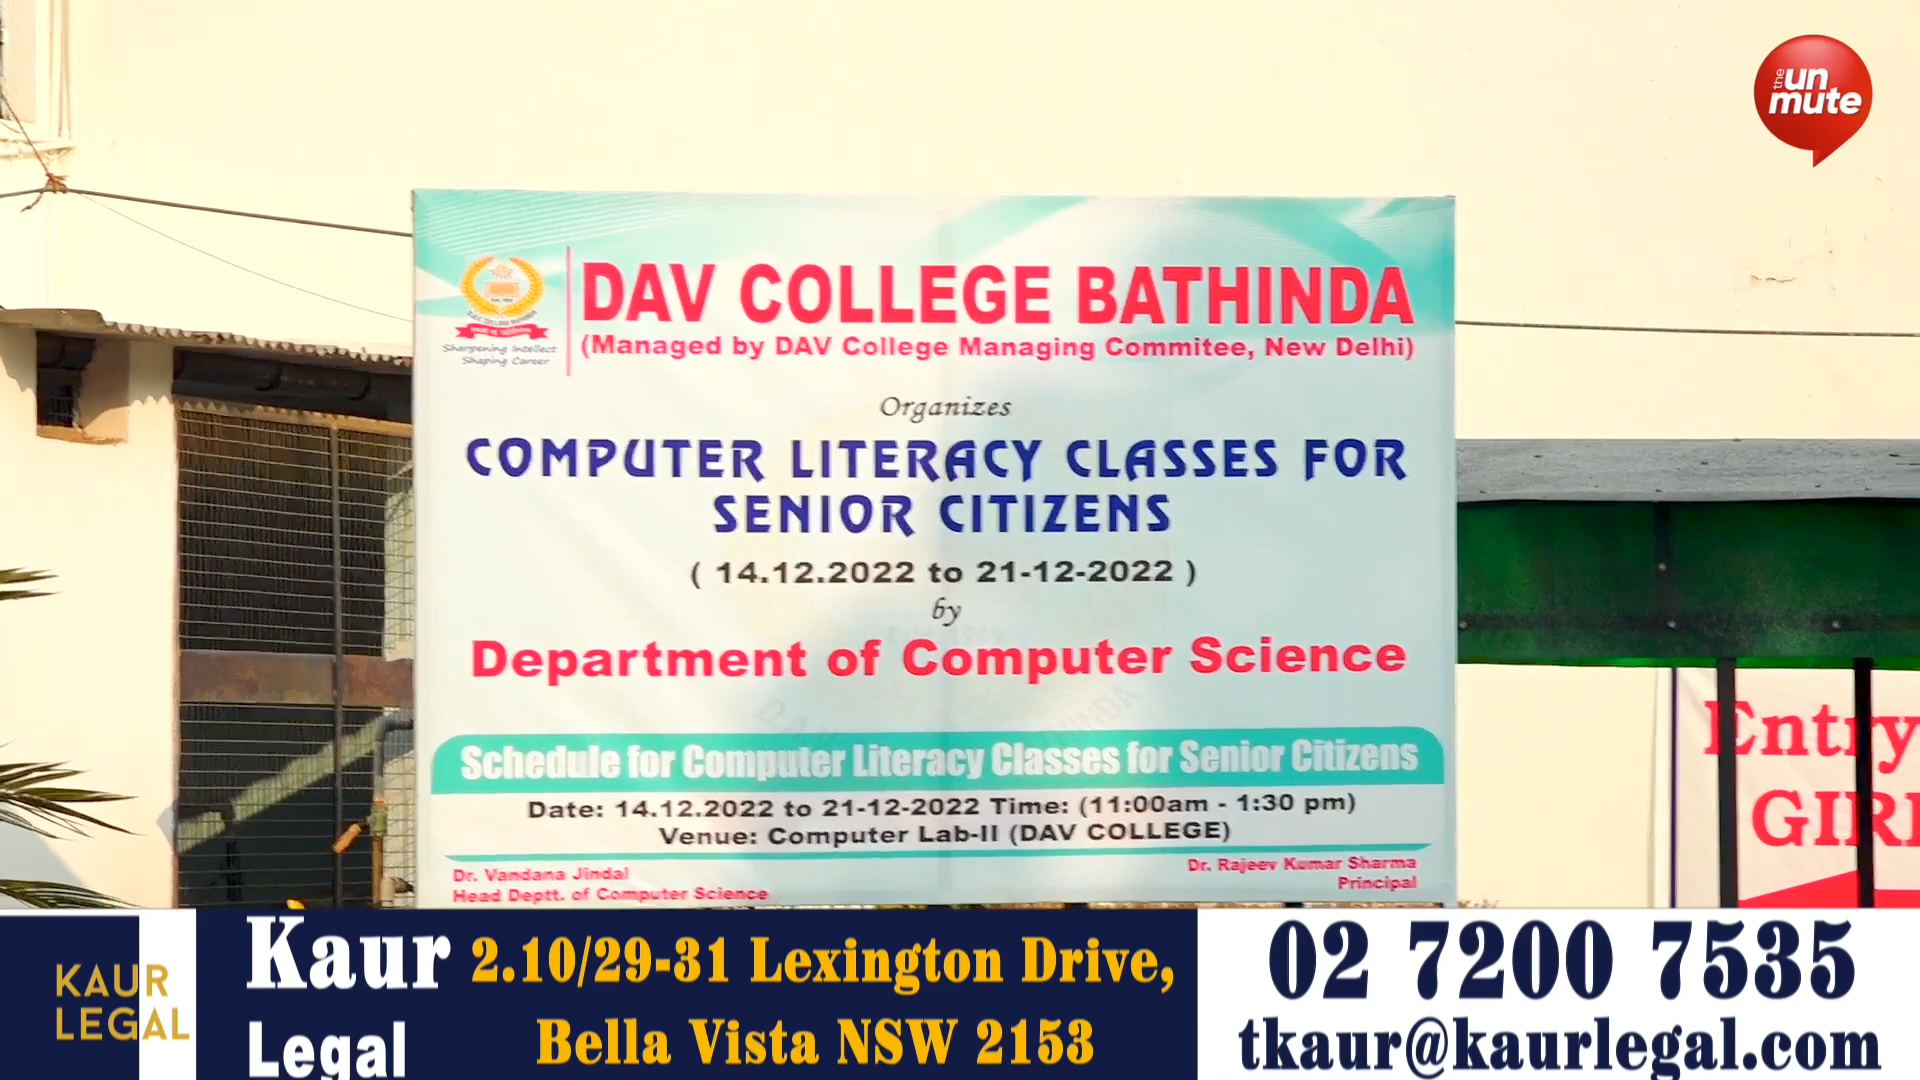 the
un
mute
DAV COLLEGE BATHINDA
(Managed by DAV College Managing Commitee, New Delhi)
Sharpening Intellect
Shaping Career
Organizes
COMPUTER LITERACY CLASSES FOR
SENIOR CITIZENS
( 14.12.2022 to 21-12-2022 )
by
Department of Computer Science
Schedule for Computer Literacy Classes for Senior Citizens
Date: 14.12.2022 to 21-12-2022 Time: (11:00am - 1:30 pm)
Venue: Computer Lab-II (DAV COLLEGE)
Dr. Vandana Jindal
Head Deptt. of Computer Science
Dr. Rajeev Kumar Sharma
Principal
Entry
KAUR
LEGAL
Kaur
Legal
2.10/29-31 Lexington Drive,
Bella Vista NSW 2153
02 7200 7535
tkaur@kaurlegal.com